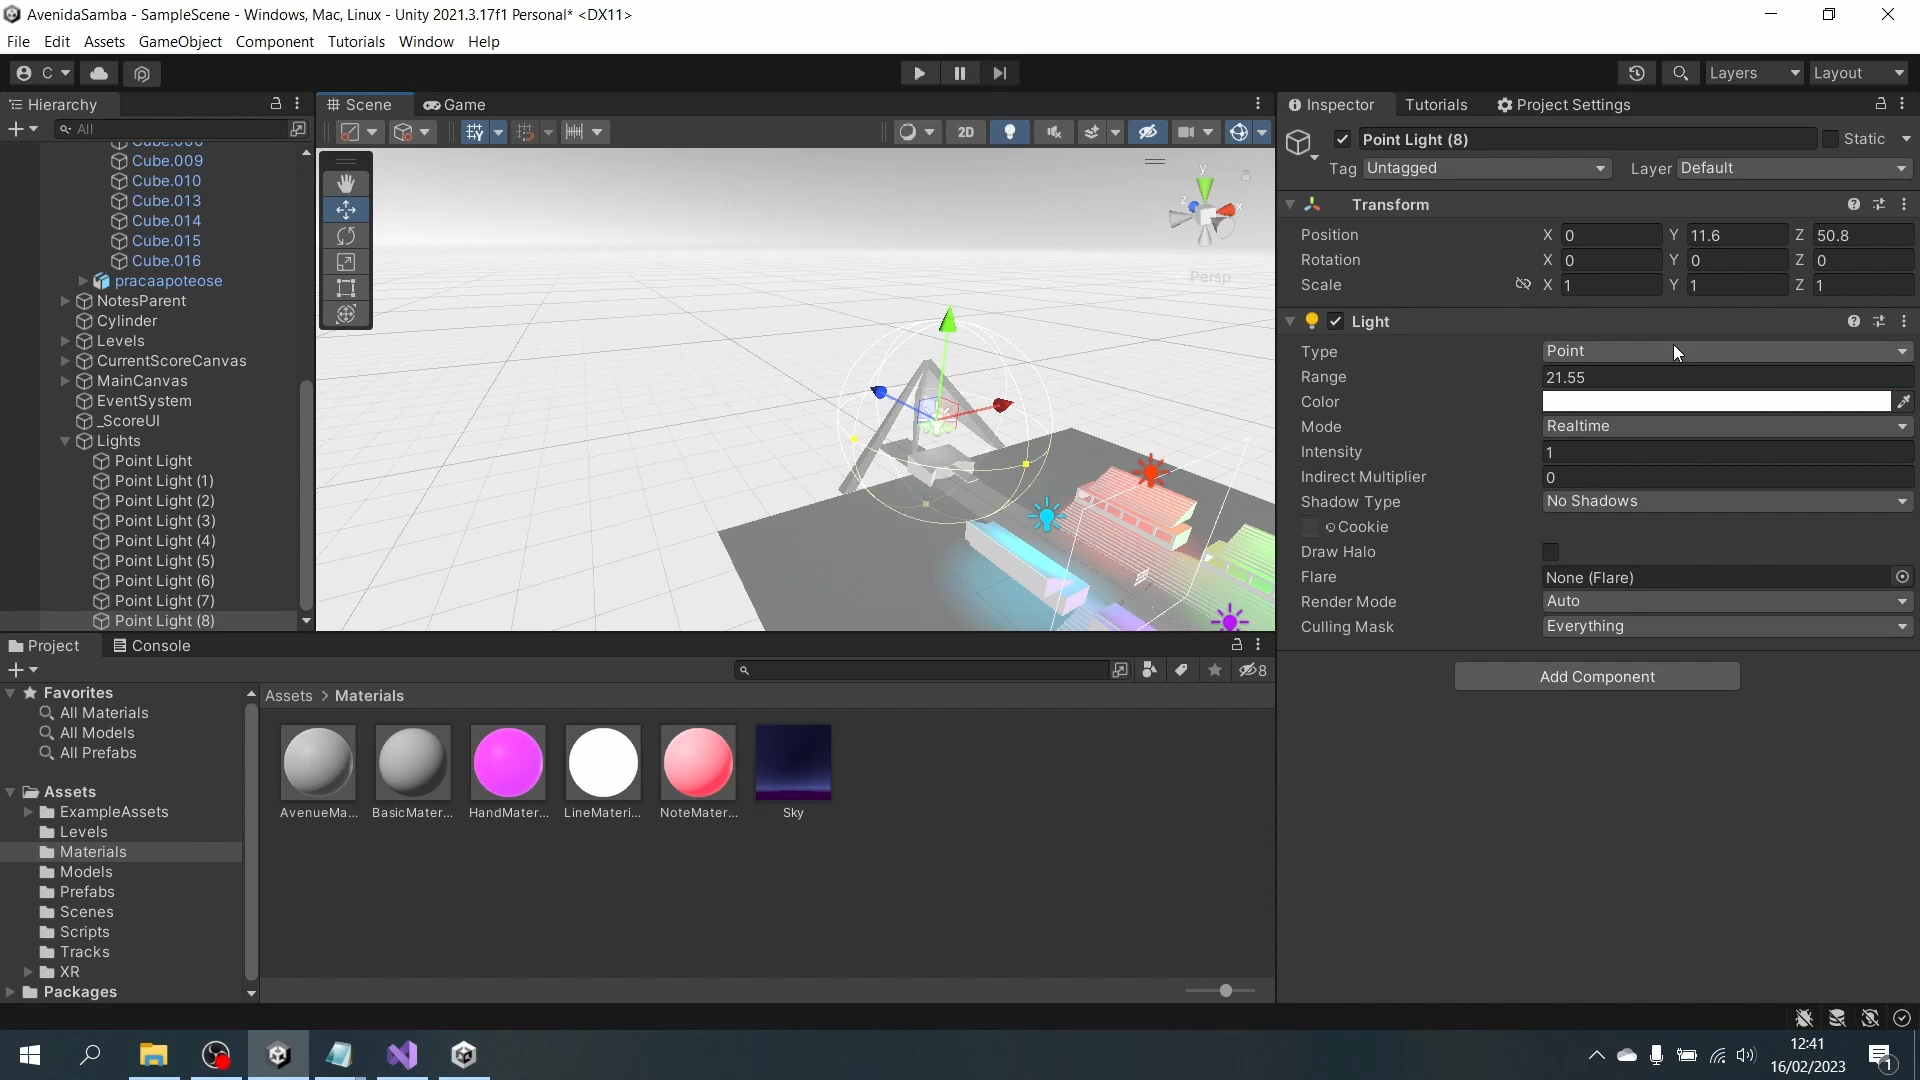 AvenidaSamba - SampleScene - Windows, Mac, Linux - Unity 2021.3.17f1 Personal* <DX11>
File Edit Assets GameObject Component Tutorials Window Help
C Layers Layout
Hierarchy
All
Cube.009
Cube.010
Cube.013
Cube.014
Cube.015
Cube.016
pracaapoteose
NotesParent
Cylinder
Levels
CurrentScoreCanvas
MainCanvas
EventSystem
_ScoreUI
Lights
Point Light
Point Light (1)
Point Light (2)
Point Light (3)
Point Light (4)
Point Light (5)
Point Light (6)
Point Light (7)
Point Light (8)
Scene Game
2D
y
z x
Persp
Inspector Tutorials Project Settings
Point Light (8) Static
Tag Untagged Layer Default
Transform
Position X 0 Y 11.6 Z 50.8
Rotation X 0 Y 0 Z 0
Scale X 1 Y 1 Z 1
Light
Type Point
Range 21.55
Color
Mode Realtime
Intensity 1
Indirect Multiplier 0
Shadow Type No Shadows
Cookie
Draw Halo
Flare None (Flare)
Render Mode Auto
Culling Mask Everything
Add Component
Project Console
8
Favorites
All Materials
All Models
All Prefabs
Assets
ExampleAssets
Levels
Materials
Models
Prefabs
Scenes
Scripts
Tracks
XR
Packages
Assets > Materials
AvenueMa... BasicMater... HandMater... LineMateri... NoteMater... Sky
12:41
16/02/2023
1